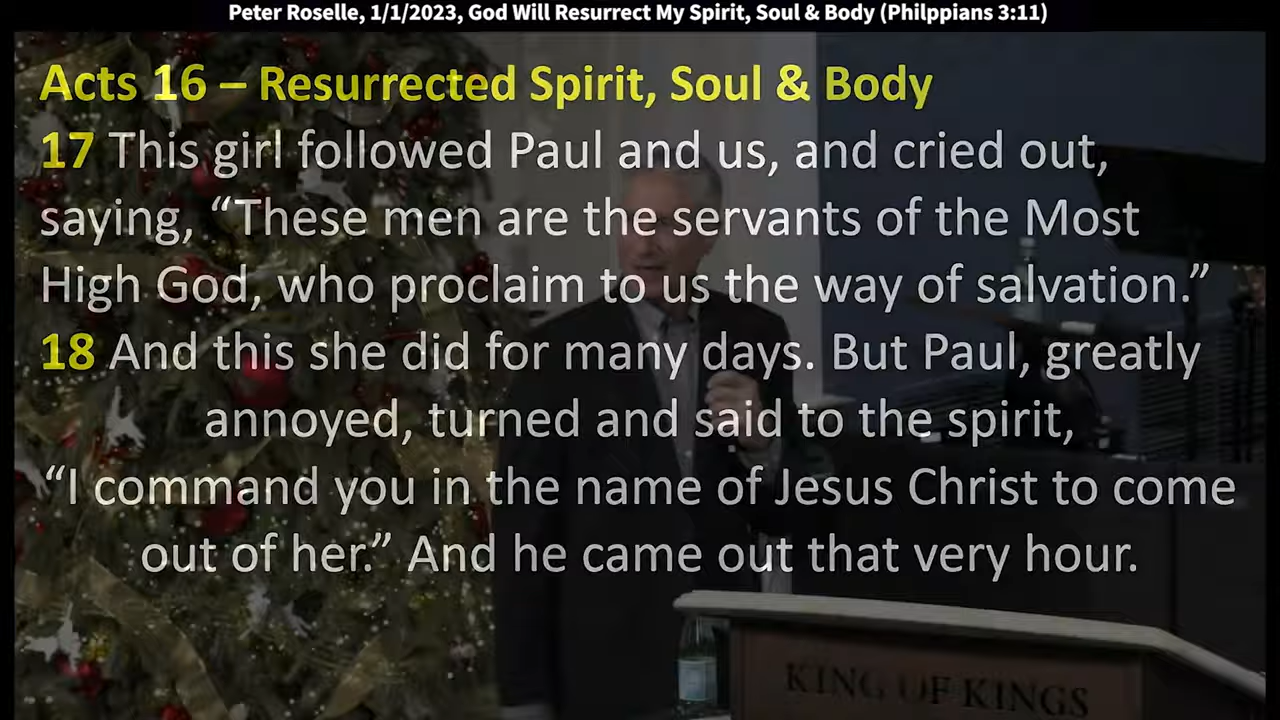 Peter Roselle, 1/1/2023, God Will Resurrect My Spirit, Soul & Body (Philppians 3:11)
Acts 16 – Resurrected Spirit, Soul & Body
17 This girl followed Paul and us, and cried out,
saying, “These men are the servants of the Most
High God, who proclaim to us the way of salvation.”
18 And this she did for many days. But Paul, greatly
annoyed, turned and said to the spirit,
“I command you in the name of Jesus Christ to come
out of her.” And he came out that very hour.
KING OF KINGS